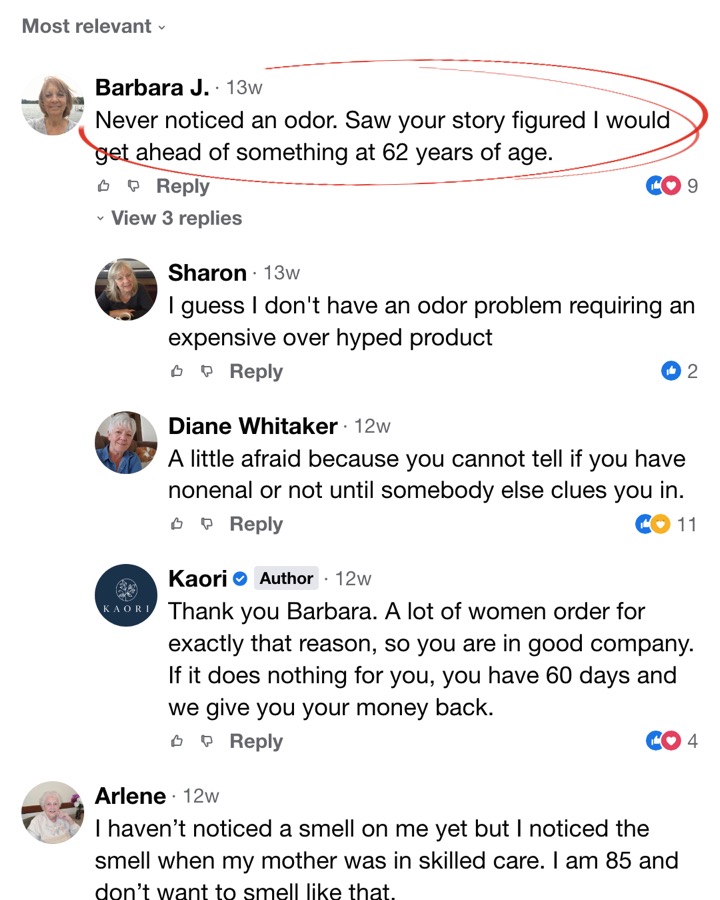 Most relevant
Barbara J. · 13w
Never noticed an odor. Saw your story figured I would
get ahead of something at 62 years of age.
Reply
9
View 3 replies
Sharon · 13w
I guess I don't have an odor problem requiring an
expensive over hyped product
Reply
2
Diane Whitaker · 12w
A little afraid because you cannot tell if you have
nonenal or not until somebody else clues you in.
Reply
11
Kaori Author · 12w
KAORI
Thank you Barbara. A lot of women order for
exactly that reason, so you are in good company.
If it does nothing for you, you have 60 days and
we give you your money back.
Reply
4
Arlene · 12w
I haven’t noticed a smell on me yet but I noticed the
smell when my mother was in skilled care. I am 85 and
don’t want to smell like that.